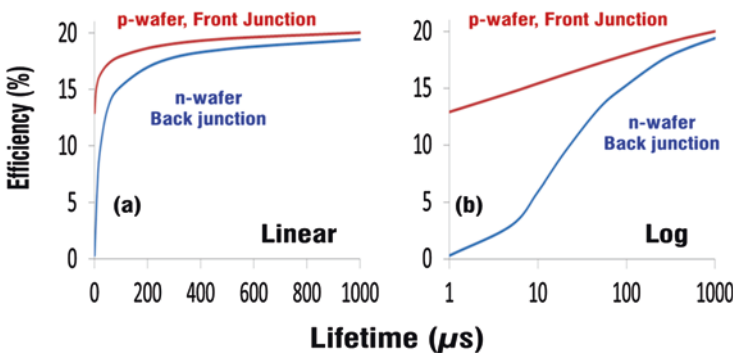 p-wafer, Front Junction
p-wafer, Front Junction
20
15
10
5
0
Efficiency (%)
n-wafer
Back junction
(a)
Linear
0
200
400
600
800
1000
20
15
10
5
0
n-wafer
Back junction
(b)
Log
1
10
100
1000
Lifetime (μs)